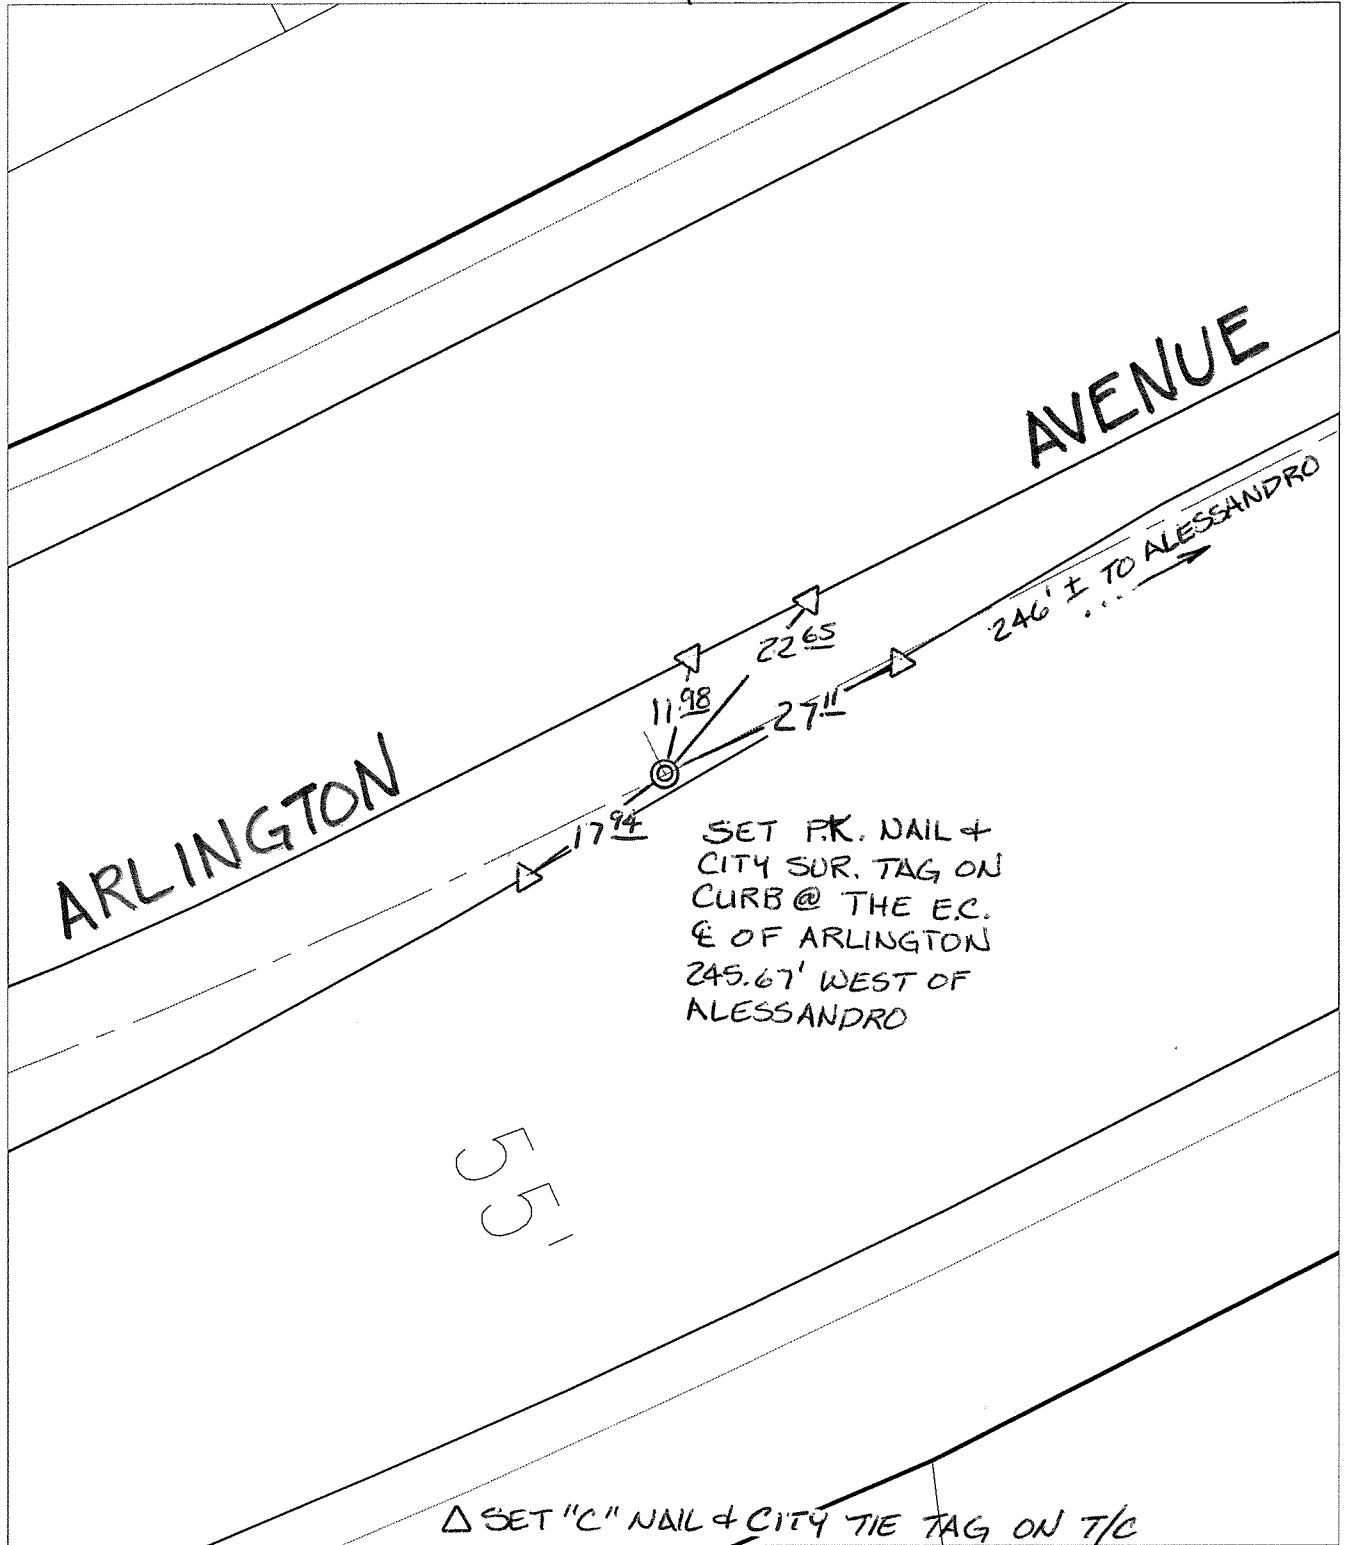 AVENUE
246' ± TO ALESSANDRO
22.65
11.98
27.11
ARLINGTON
17.94
SET P.K. NAIL &
CITY SUR. TAG ON
CURB @ THE E.C.
℄ OF ARLINGTON
245.67' WEST OF
ALESSANDRO
55'
△ SET "C" NAIL & CITY TIE TAG ON T/C